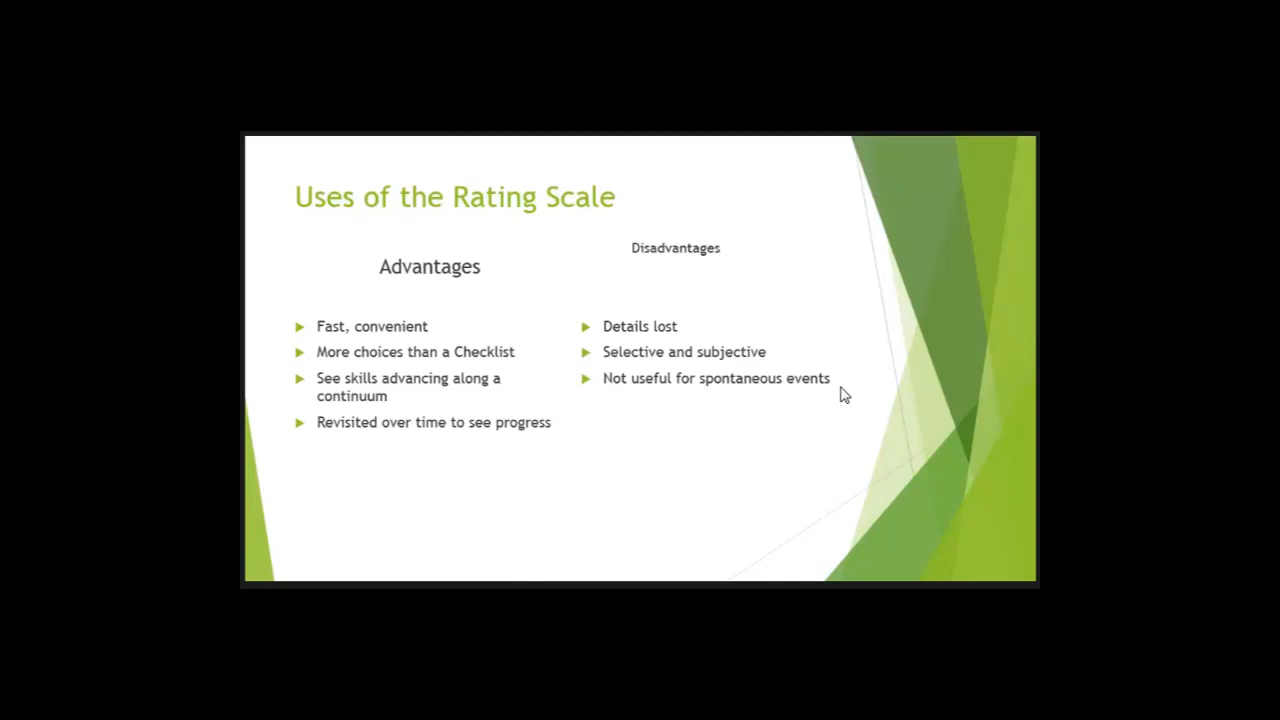 Uses of the Rating Scale
Advantages
Fast, convenient
More choices than a Checklist
See skills advancing along a
continuum
Revisited over time to see progress
Disadvantages
Details lost
Selective and subjective
Not useful for spontaneous events